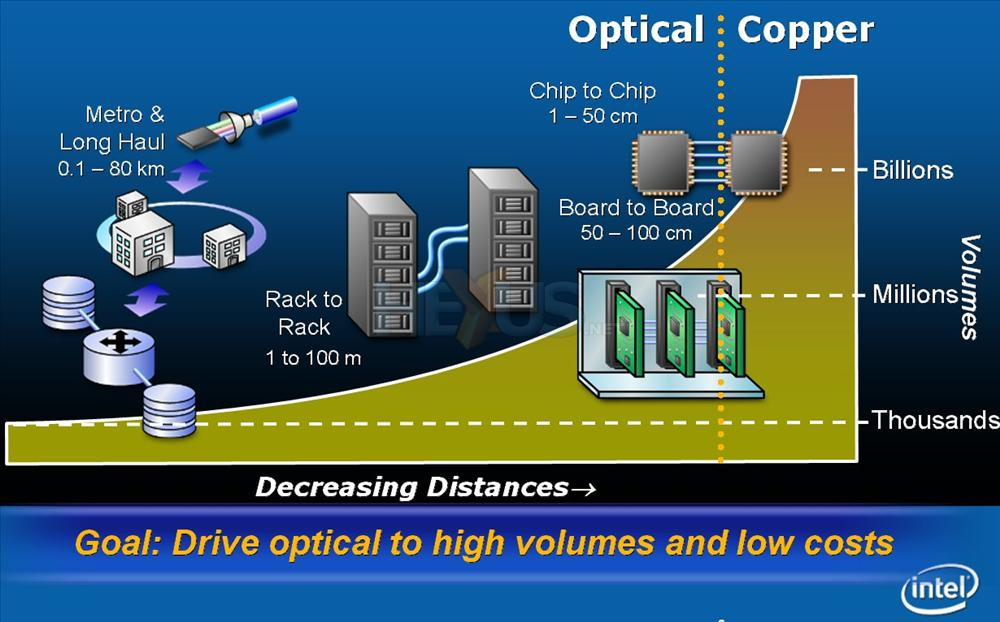 Optical Copper
Chip to Chip
1 – 50 cm
Metro &
Long Haul
0.1 – 80 km
Billions
Board to Board
50 – 100 cm
Volumes
Rack to
Rack
1 to 100 m
Millions
NEXUS
.NET
Thousands
Decreasing Distances→
Goal: Drive optical to high volumes and low costs
intel